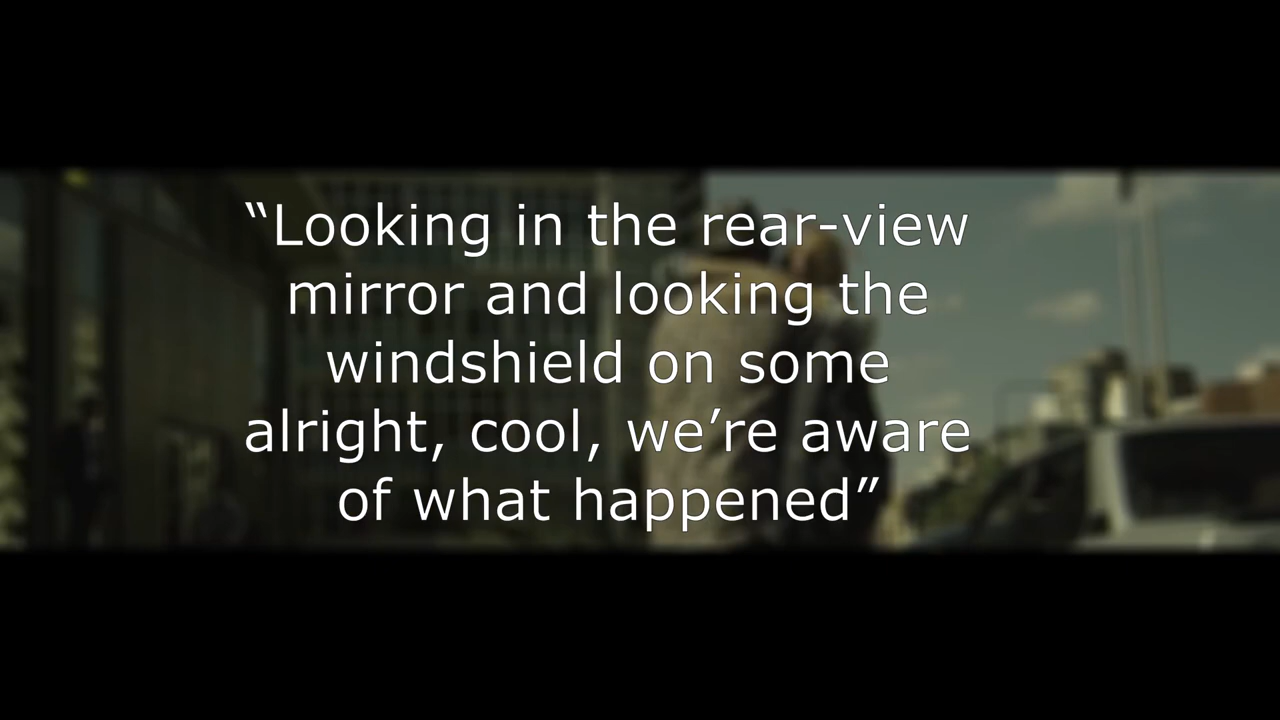 “Looking in the rear-view
mirror and looking the
windshield on some
alright, cool, we’re aware
of what happened”